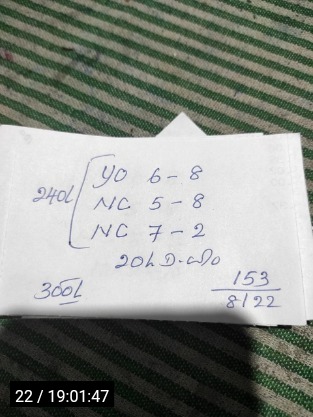 240L
YO 6 - 8
NC 5 - 8
NC 7 - 2
20L
300L
153
8/22
22 / 19:01:47